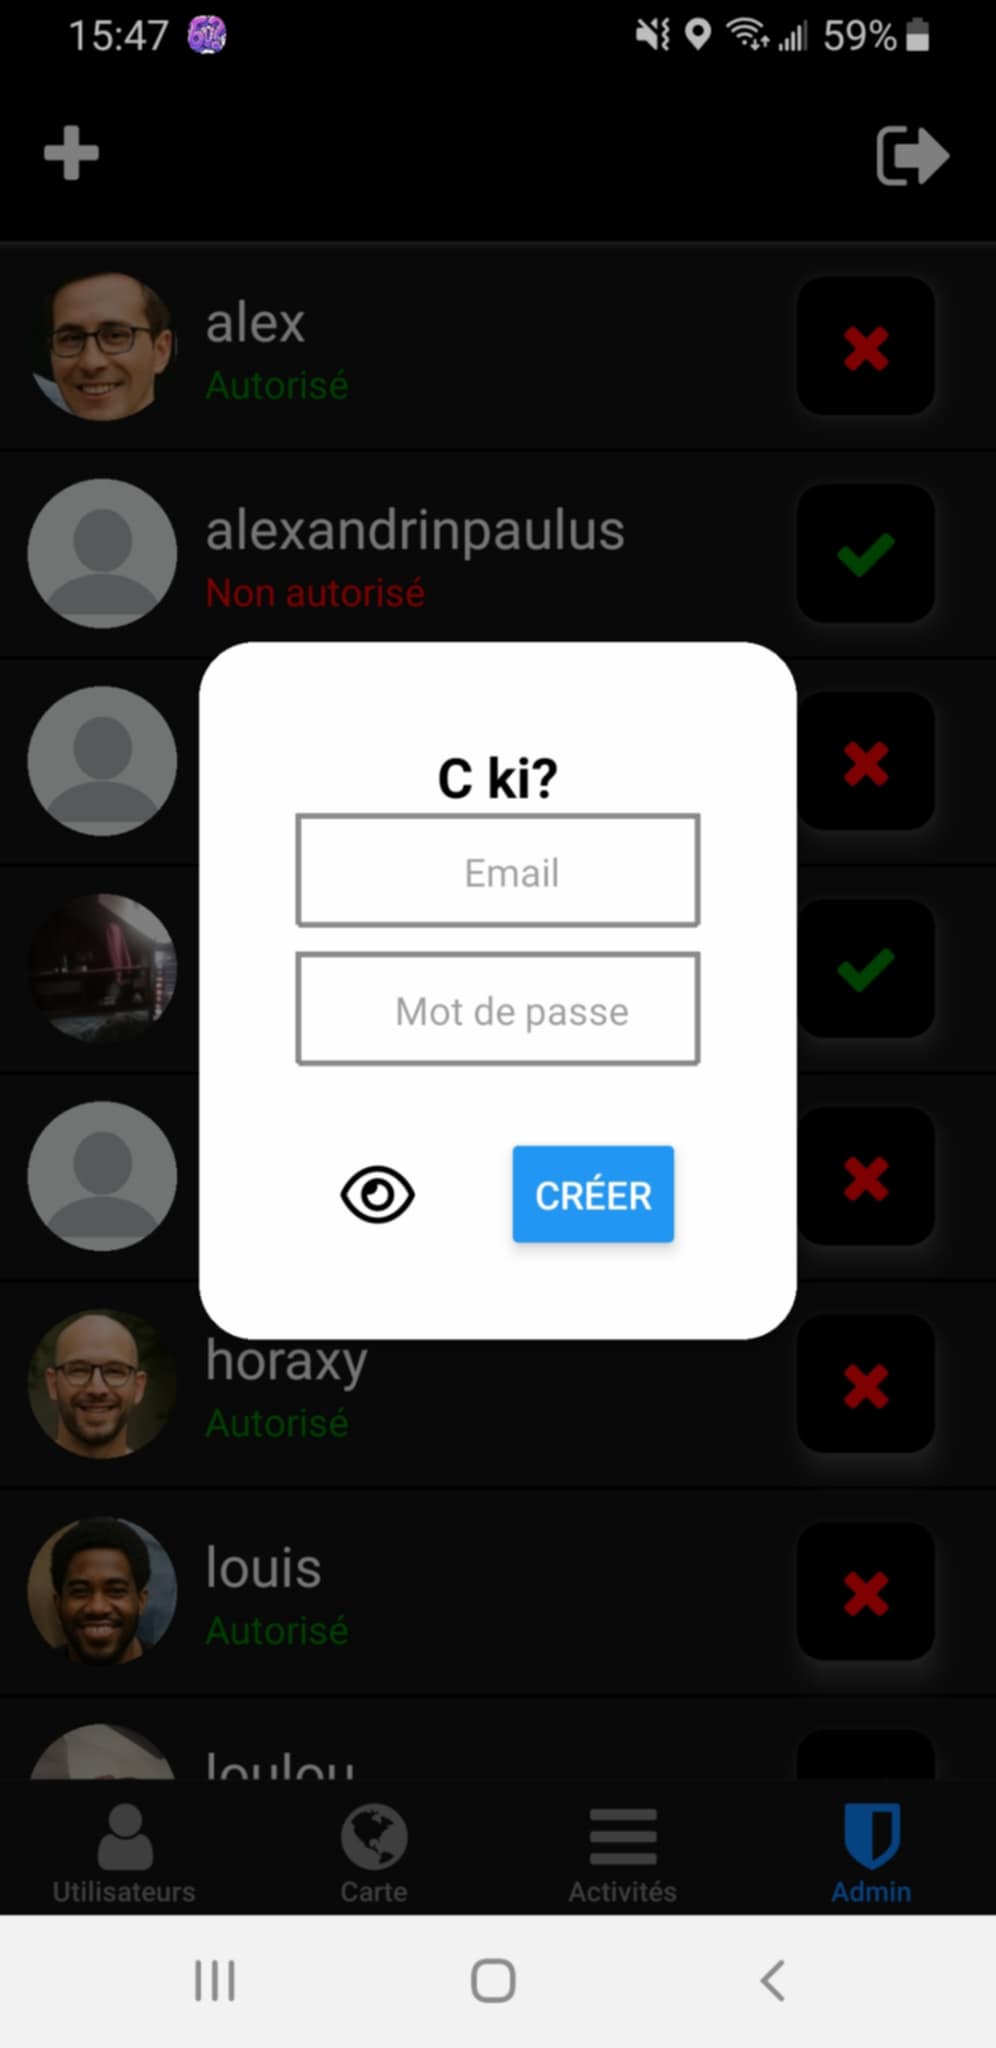 15:47
59%
alex
Autorisé
alexandrinpaulus
Non autorisé
C ki?
Email
Mot de passe
CRÉER
horaxy
Autorisé
louis
Autorisé
loulou
Utilisateurs
Carte
Activités
Admin